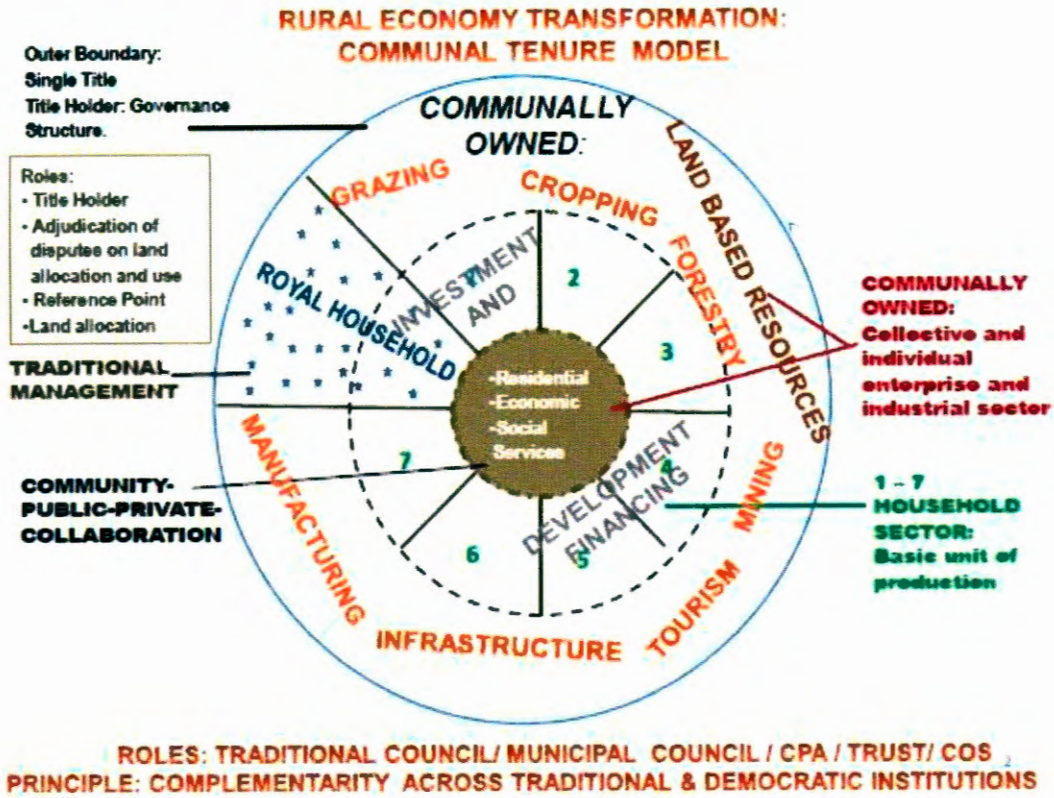 RURAL ECONOMY TRANSFORMATION:
COMMUNAL TENURE MODEL
Outer Boundary:
Single Title
Title Holder: Governance
Structure.
Roles:
• Title Holder
• Adjudication of
disputes on land
allocation and use
• Reference Point
•Land allocation
TRADITIONAL
MANAGEMENT
COMMUNITY-
PUBLIC-PRIVATE-
COLLABORATION
COMMUNALLY
OWNED:
GRAZING
CROPPING
FORESTRY
LAND BASED RESOURCES
MINING
TOURISM
INFRASTRUCTURE
MANUFACTURING
ROYAL HOUSEHOLD
INVESTMENT
AND
DEVELOPMENT
FINANCING
1
2
3
4
5
6
7
-Residential
-Economic
-Social
Services
COMMUNALLY
OWNED:
Collective and
individual
enterprise and
industrial sector
1 – 7
HOUSEHOLD
SECTOR:
Basic unit of
production
ROLES: TRADITIONAL COUNCIL/ MUNICIPAL COUNCIL / CPA / TRUST/ COS
2
PRINCIPLE: COMPLEMENTARITY ACROSS TRADITIONAL & DEMOCRATIC INSTITUTIONS